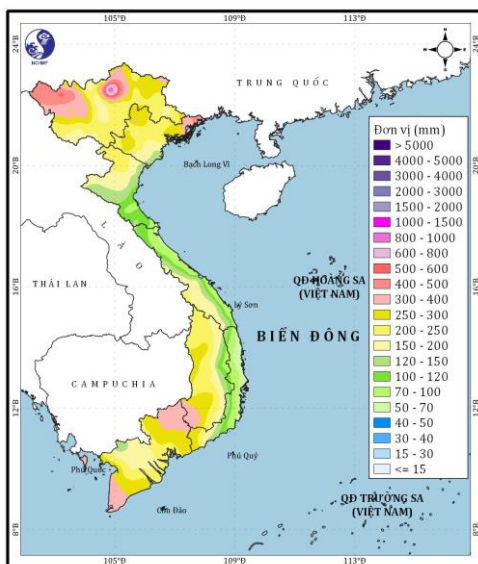 105°Đ
109°Đ
113°Đ
24°B
20°B
16°B
12°B
8°B
TRUNG QUỐC
Bạch Long Vĩ
LÀO
THÁI LAN
QĐ HOÀNG SA
(VIỆT NAM)
Lý Sơn
BIỂN ĐÔNG
CAMPUCHIA
Phú Quốc
Phú Quý
Côn Đảo
QĐ TRƯỜNG SA
(VIỆT NAM)
Đơn vị (mm)
> 5000
4000 - 5000
3000 - 4000
2000 - 3000
1500 - 2000
1000 - 1500
800 - 1000
600 - 800
500 - 600
400 - 500
300 - 400
250 - 300
200 - 250
150 - 200
120 - 150
100 - 120
70 - 100
50 - 70
40 - 50
30 - 40
15 - 30
<= 15
24°B
20°B
16°B
12°B
8°B
105°Đ
109°Đ
113°Đ